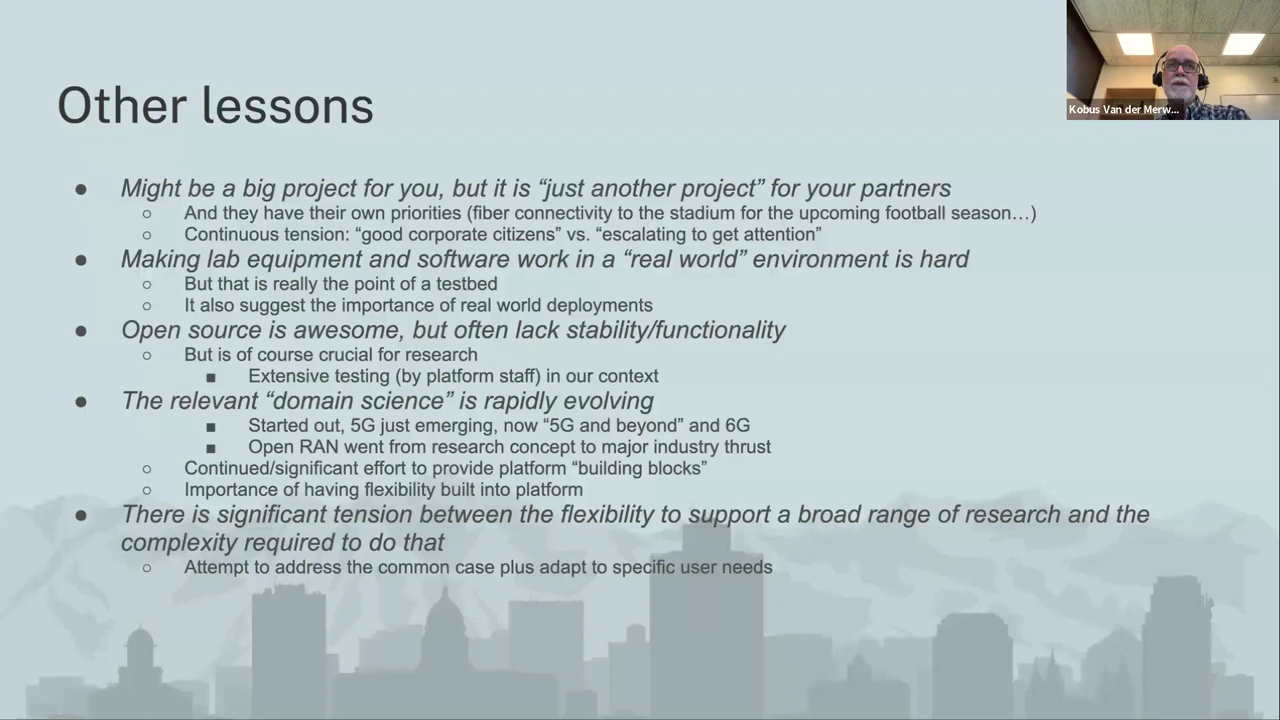 Kobus Van der Merw...
Other lessons
● Might be a big project for you, but it is “just another project” for your partners
○ And they have their own priorities (fiber connectivity to the stadium for the upcoming football season…)
○ Continuous tension: “good corporate citizens” vs. “escalating to get attention”
● Making lab equipment and software work in a “real world” environment is hard
○ But that is really the point of a testbed
○ It also suggest the importance of real world deployments
● Open source is awesome, but often lack stability/functionality
○ But is of course crucial for research
■ Extensive testing (by platform staff) in our context
● The relevant “domain science” is rapidly evolving
■ Started out, 5G just emerging, now “5G and beyond” and 6G
■ Open RAN went from research concept to major industry thrust
○ Continued/significant effort to provide platform “building blocks”
○ Importance of having flexibility built into platform
● There is significant tension between the flexibility to support a broad range of research and the
complexity required to do that
○ Attempt to address the common case plus adapt to specific user needs